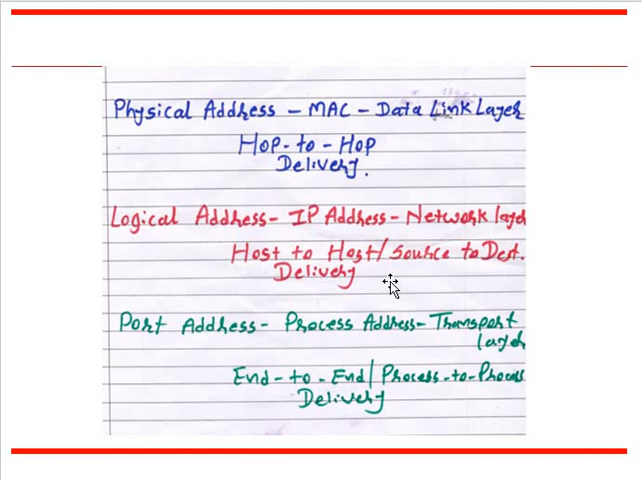 Physical Address - MAC - Data Link Layer
Hop-to-Hop
Delivery.
Logical Address- IP Address- Network layer
Host to Host/Source to Dest.
Delivery
Port Address- Process Address- Transport
layer
End-to-End/Process-to-Process
Delivery